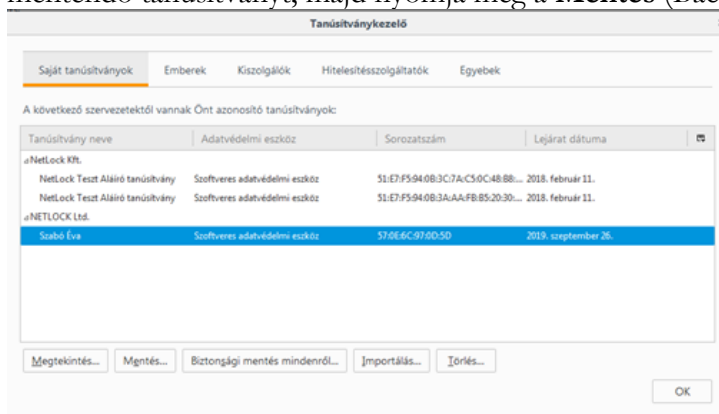 mentendő tanúsítványt, majd nyomja meg a Mentés (Bac
Tanúsítványkezelő
Saját tanúsítványok Emberek Kiszolgálók Hitelesítésszolgáltatók Egyebek
A következő szervezetektől vannak Önt azonosító tanúsítványok:
Tanúsítvány neve Adatvédelmi eszköz Sorozatszám Lejárat dátuma
NetLock Kft.
NetLock Teszt Aláíró tanúsítvány Szoftveres adatvédelmi eszköz 51:E7:F5:94:0B:3C:7A:C5:0C:48:B8:... 2018. február 11.
NetLock Teszt Aláíró tanúsítvány Szoftveres adatvédelmi eszköz 51:E7:F5:94:0B:3A:AA:FB:B5:20:30:... 2018. február 11.
NETLOCK Ltd.
Szabó Éva Szoftveres adatvédelmi eszköz 57:0E:6C:97:0D:5D 2019. szeptember 26.
Megtekintés... Mentés... Biztonsági mentés mindenről... Importálás... Törlés...
OK